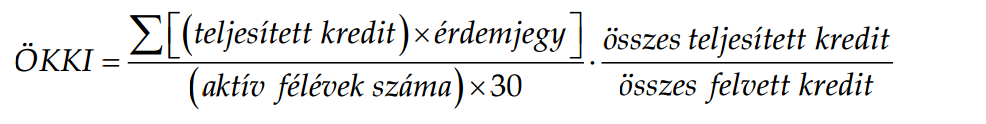 ÖKKI = ∑[(teljesített kredit)×érdemjegy] / (aktív félévek száma)×30 · összes teljesített kredit / összes felvett kredit